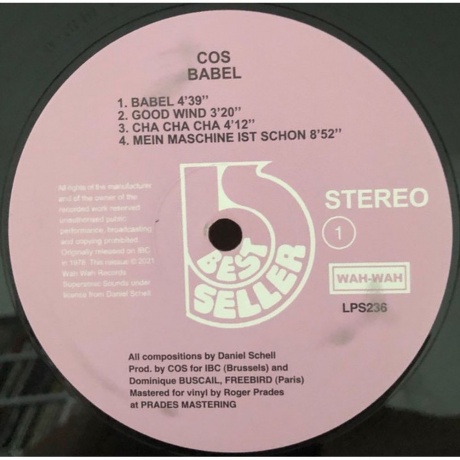 COS
BABEL
1. BABEL 4'39''
2. GOOD WIND 3'20''
3. CHA CHA CHA 4'12''
4. MEIN MASCHINE IST SCHON 8'52''
All rights of the manufacturer
and of the owner of the
recorded work reserved
unauthorised public
performance, broadcasting
and copying prohibited.
Originally released on IBC
in 1978. This reissue © 2021
Wah Wah Records
Supersonic Sounds under
licence from Daniel Schell
BEST
SELLER
STEREO
1
WAH-WAH
LPS236
All compositions by Daniel Schell
Prod. by COS for IBC (Brussels) and
Dominique BUSCAIL, FREEBIRD (Paris)
Mastered for vinyl by Roger Prades
at PRADES MASTERING